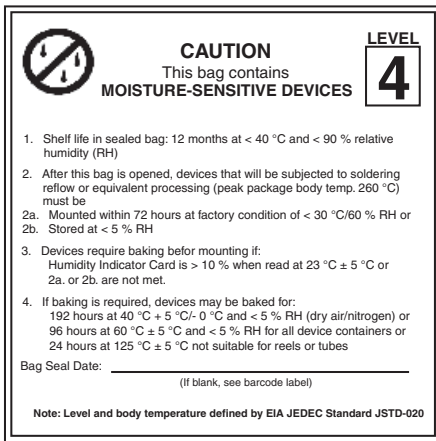 LEVEL
4
CAUTION
This bag contains
MOISTURE-SENSITIVE DEVICES
1. Shelf life in sealed bag: 12 months at < 40 °C and < 90 % relative
humidity (RH)
2. After this bag is opened, devices that will be subjected to soldering
reflow or equivalent processing (peak package body temp. 260 °C)
must be
2a. Mounted within 72 hours at factory condition of < 30 °C/60 % RH or
2b. Stored at < 5 % RH
3. Devices require baking befor mounting if:
Humidity Indicator Card is > 10 % when read at 23 °C ± 5 °C or
2a. or 2b. are not met.
4. If baking is required, devices may be baked for:
192 hours at 40 °C + 5 °C/- 0 °C and < 5 % RH (dry air/nitrogen) or
96 hours at 60 °C ± 5 °C and < 5 % RH for all device containers or
24 hours at 125 °C ± 5 °C not suitable for reels or tubes
Bag Seal Date:
(If blank, see barcode label)
Note: Level and body temperature defined by EIA JEDEC Standard JSTD-020